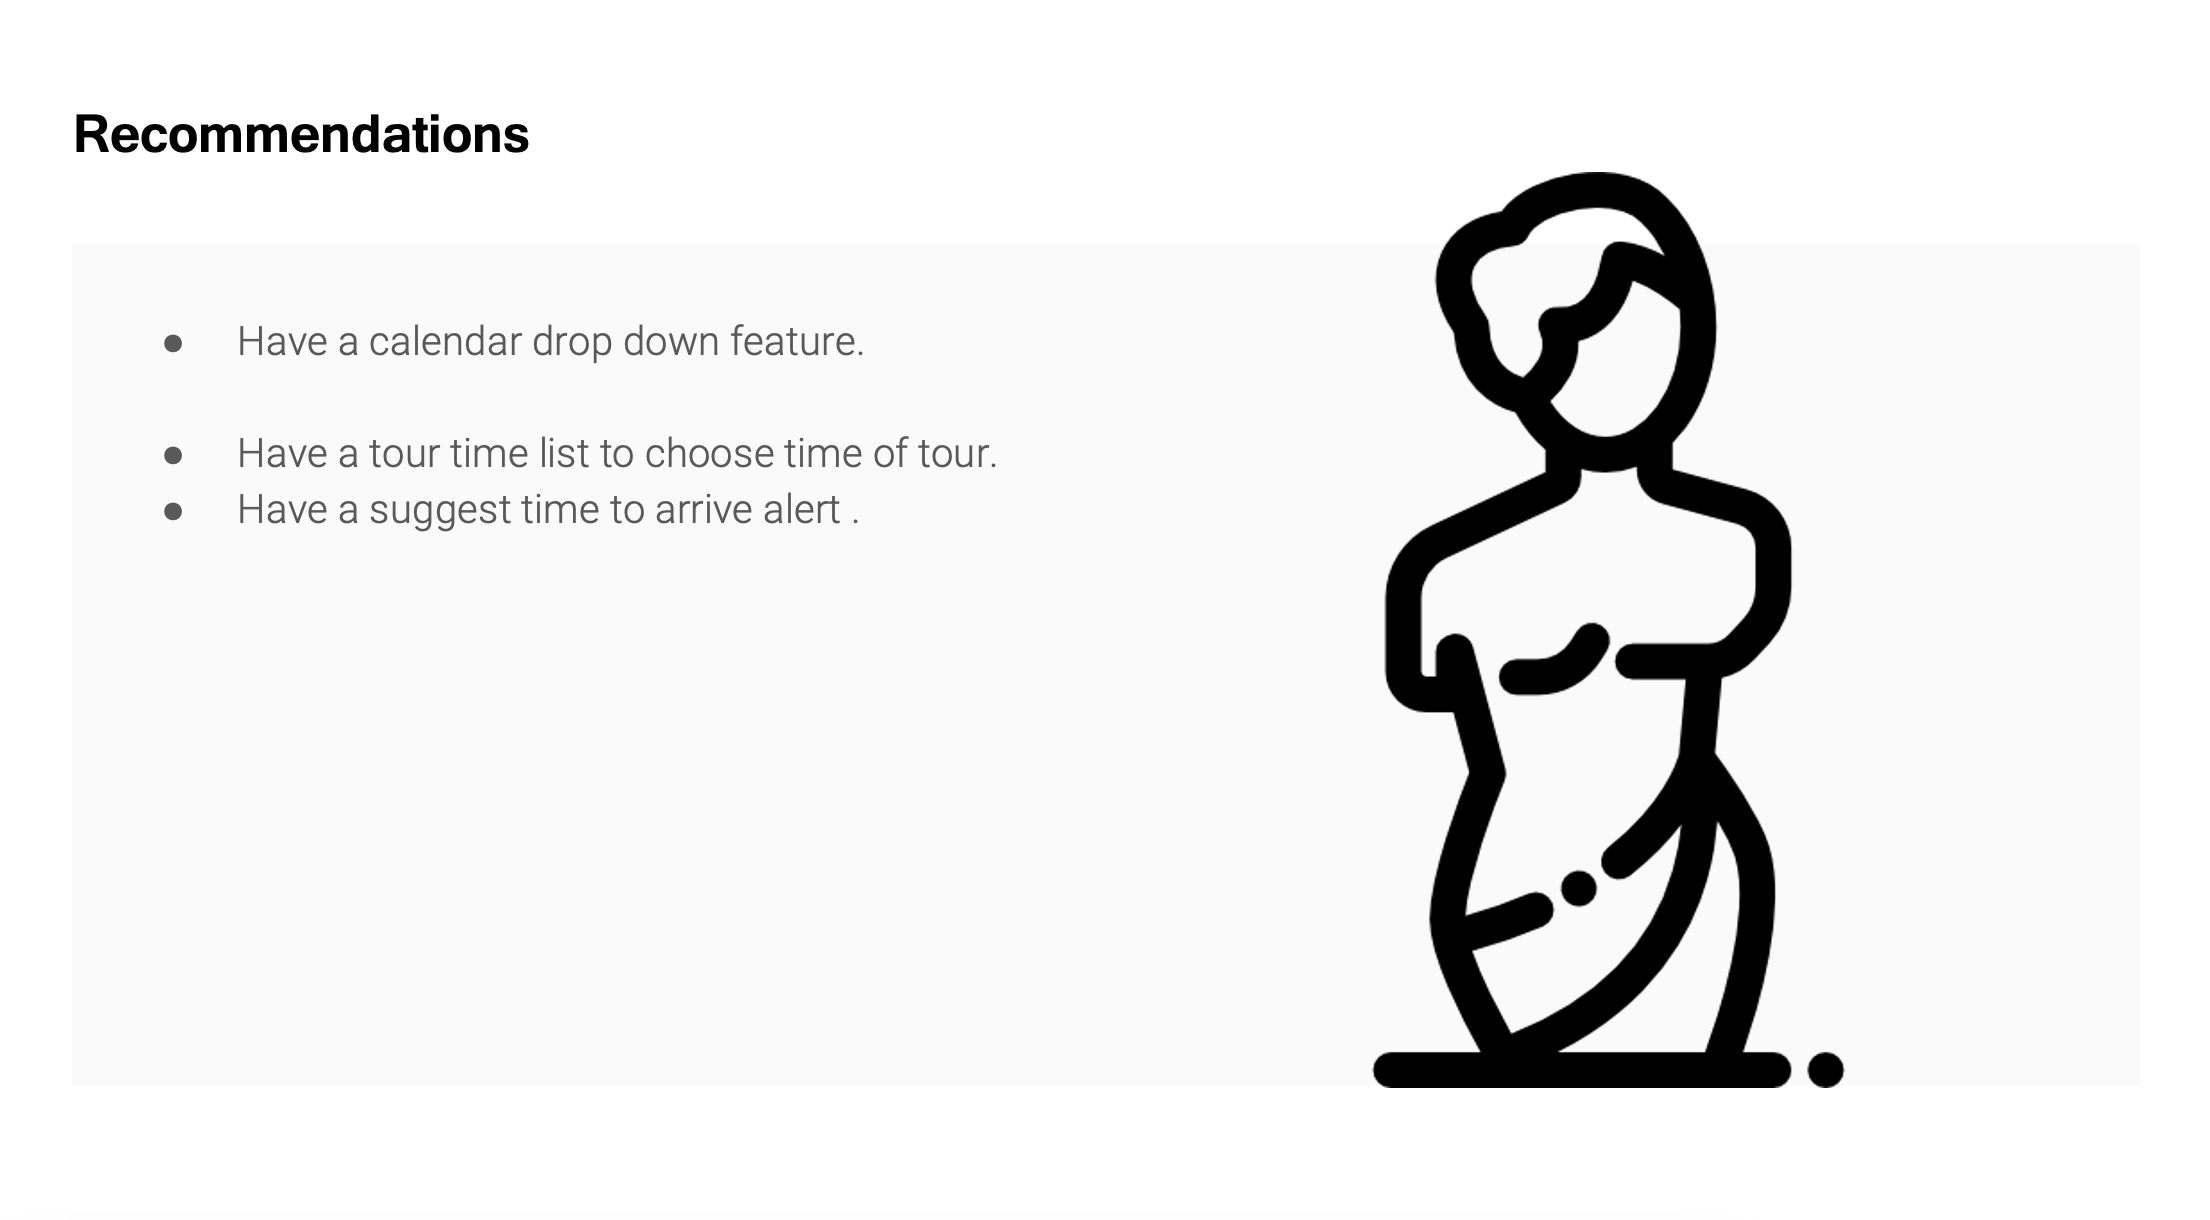 Recommendations
● Have a calendar drop down feature.
● Have a tour time list to choose time of tour.
● Have a suggest time to arrive alert .